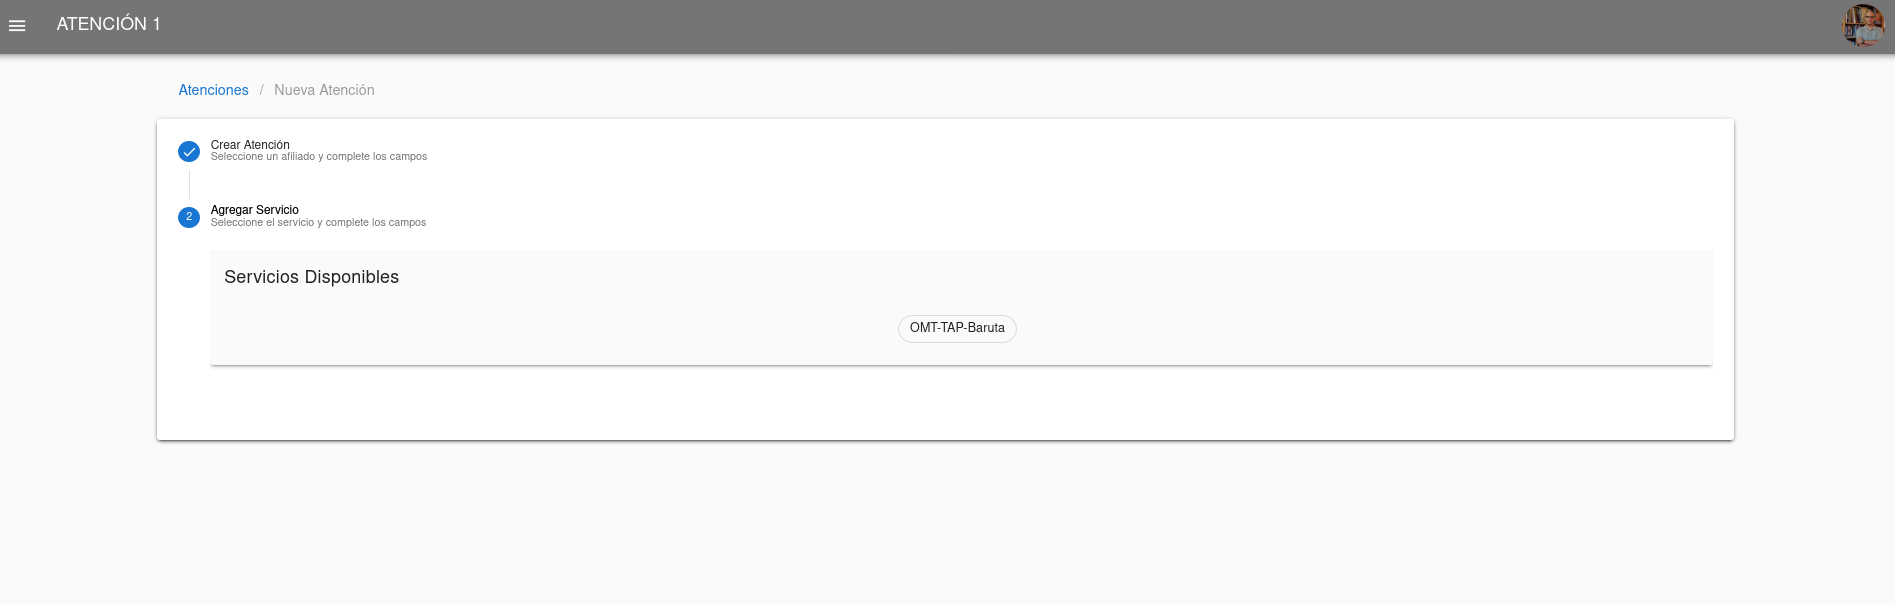 ATENCIÓN 1
Atenciones / Nueva Atención
Crear Atención
Seleccione un afiliado y complete los campos
2 Agregar Servicio
Seleccione el servicio y complete los campos
Servicios Disponibles
OMT-TAP-Baruta